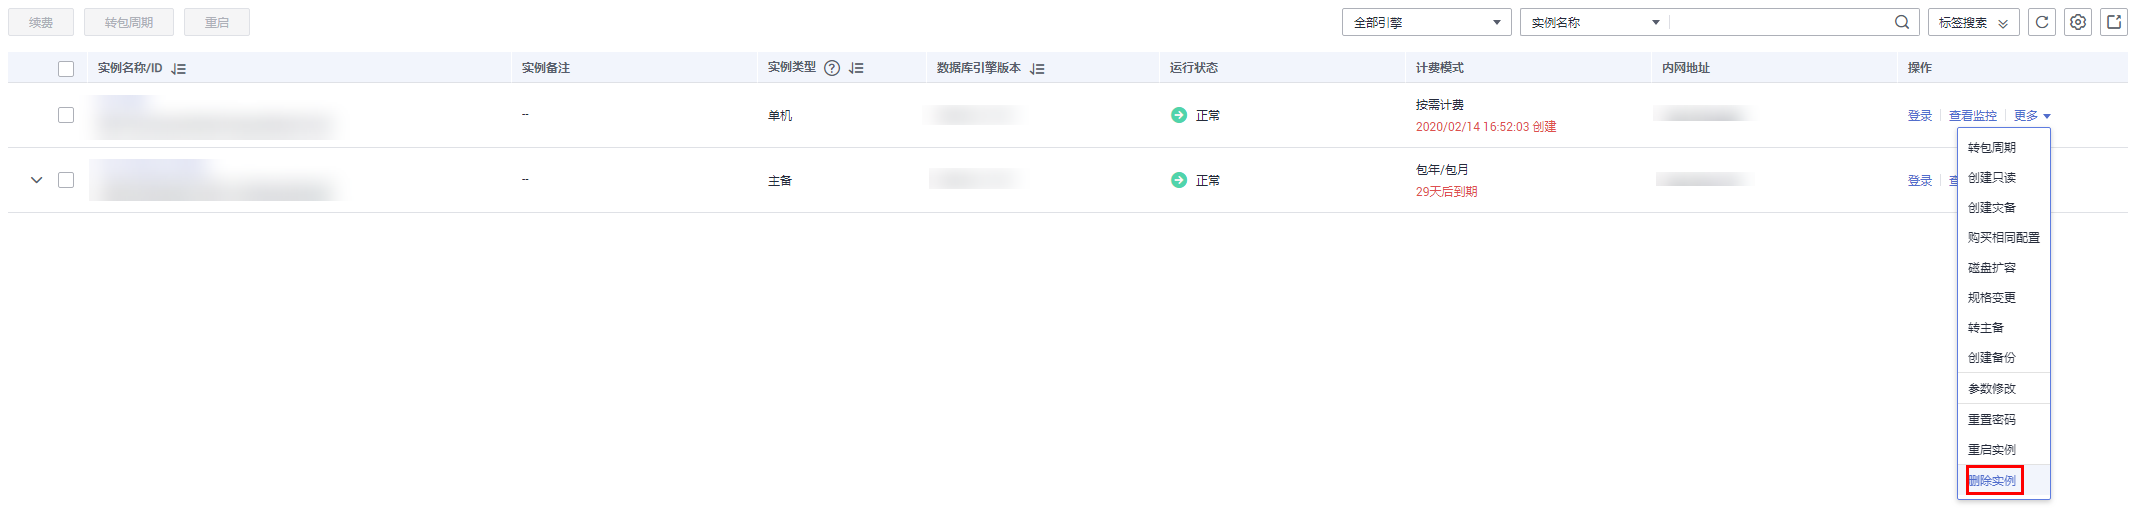 续费 转包周期 重启 全部引擎 实例名称 标签搜索
实例名称/ID 实例备注 实例类型 数据库引擎版本 运行状态 计费模式 内网地址 操作
-- 单机 正常 按需计费 登录 查看监控 更多
2020/02/14 16:52:03 创建
-- 主备 正常 包年/包月 登录
29天后到期
转包周期
创建只读
创建灾备
购买相同配置
磁盘扩容
规格变更
转主备
创建备份
参数修改
重置密码
重启实例
删除实例